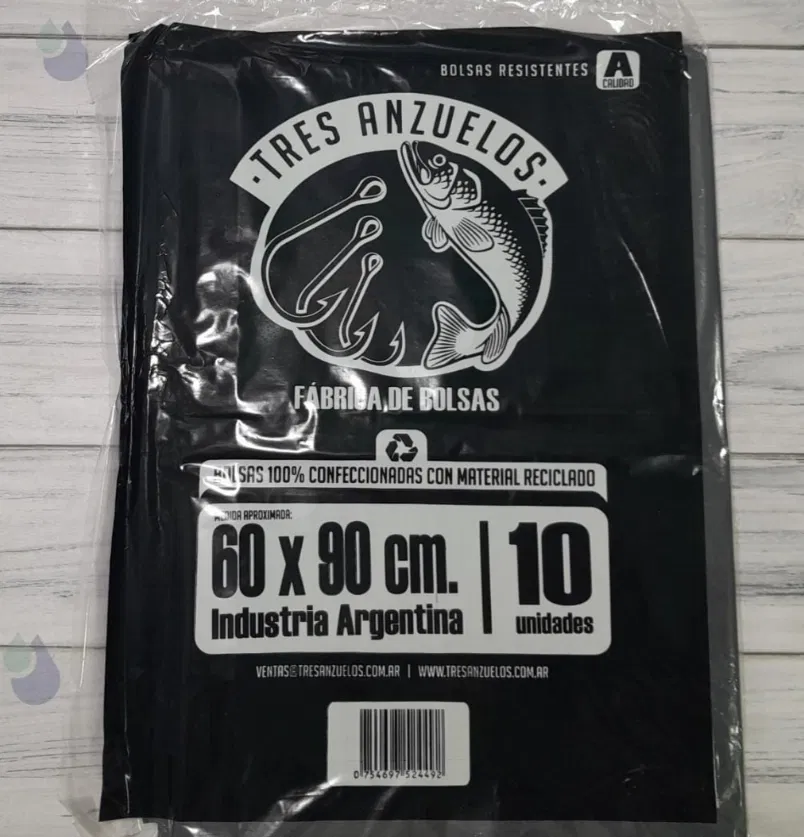 BOLSAS RESISTENTES
A
CALIDAD
·TRES ANZUELOS·
FÁBRICA DE BOLSAS
BOLSAS 100% CONFECCIONADAS CON MATERIAL RECICLADO
MEDIDA APROXIMADA:
60 x 90 cm.
Industria Argentina
10
unidades
VENTAS@TRESANZUELOS.COM.AR | WWW.TRESANZUELOS.COM.AR
0 754697 524492